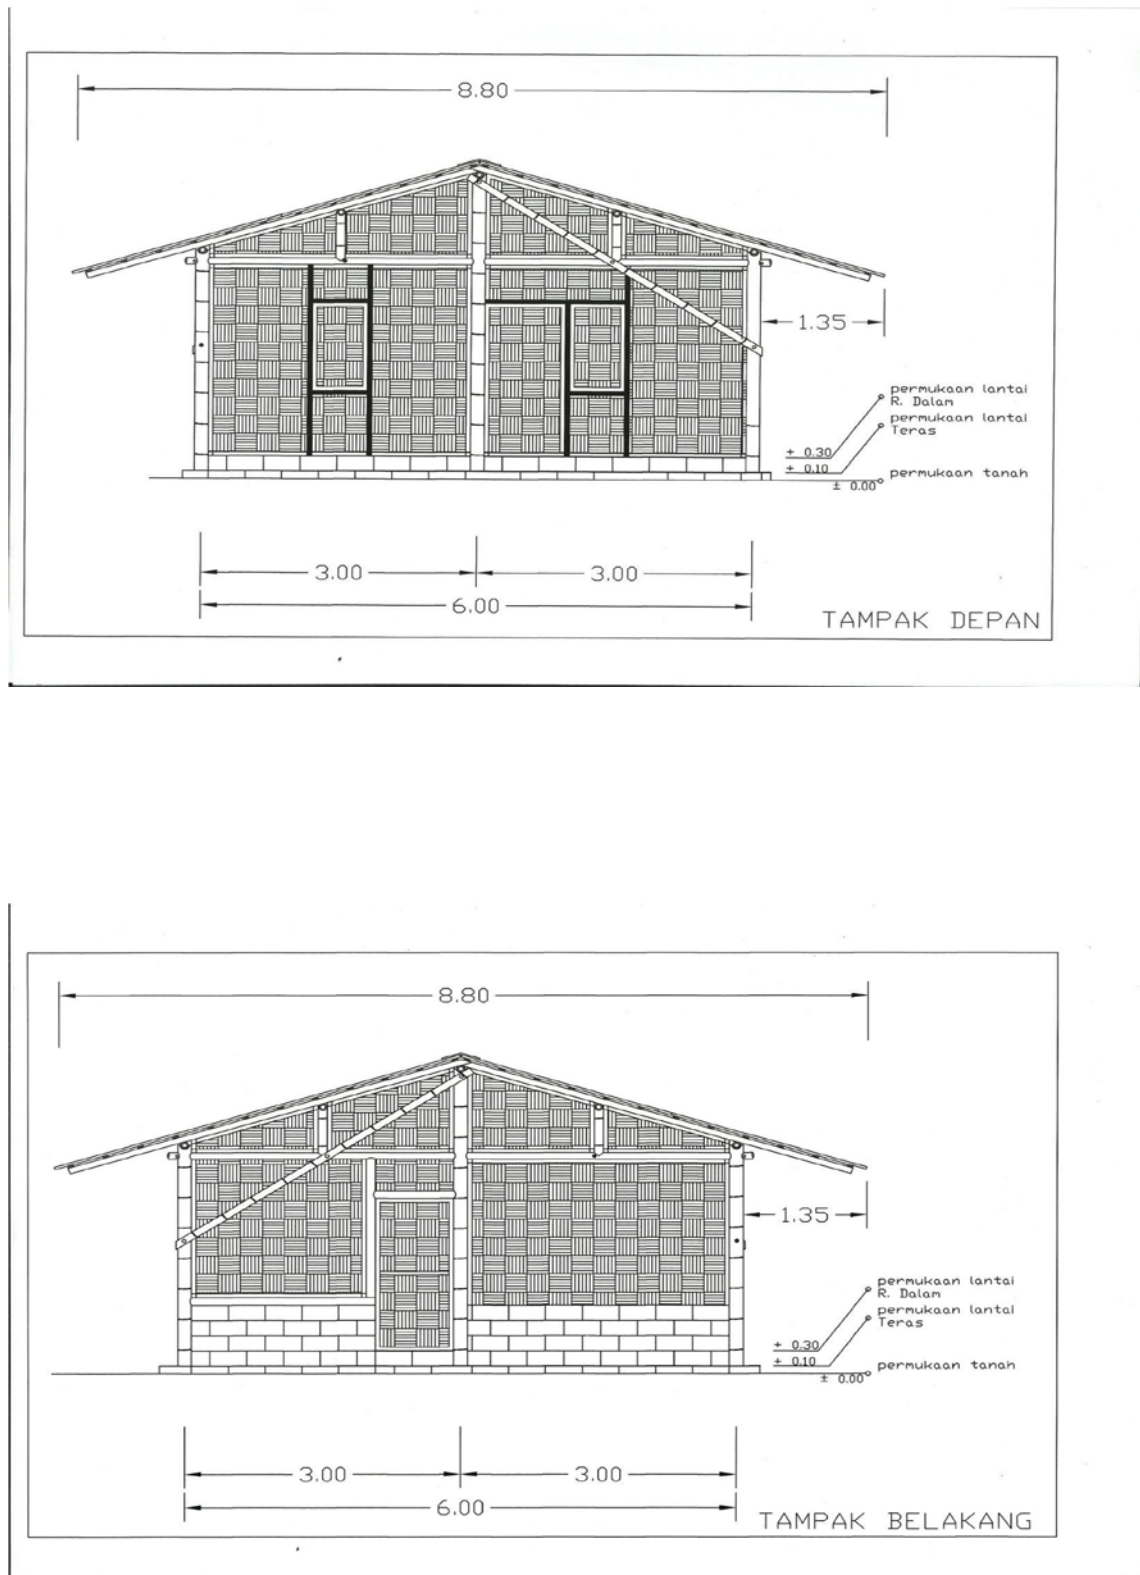 8.80
1.35
permukaan lantai
R. Dalam
permukaan lantai
Teras
+ 0.30
+ 0.10
permukaan tanah
± 0.00
3.00
3.00
6.00
TAMPAK DEPAN
8.80
1.35
permukaan lantai
R. Dalam
permukaan lantai
Teras
+ 0.30
+ 0.10
permukaan tanah
± 0.00
3.00
3.00
6.00
TAMPAK BELAKANG